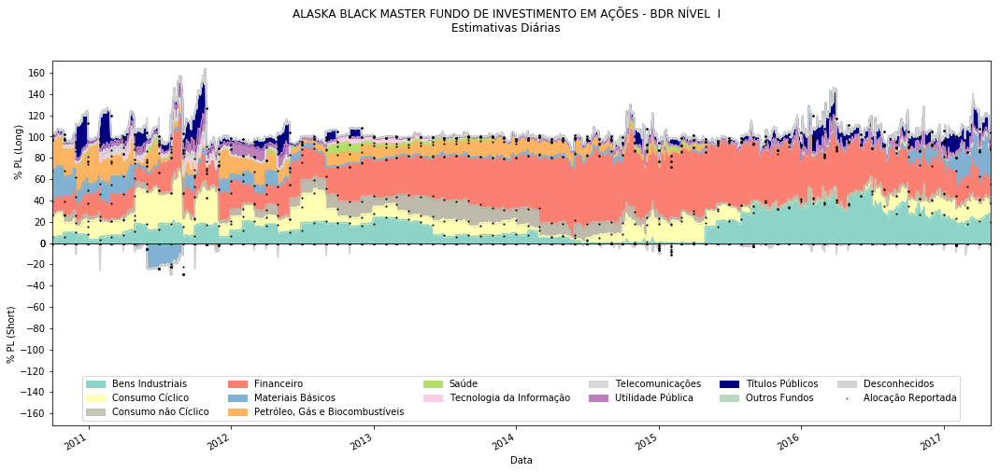 ALASKA BLACK MASTER FUNDO DE INVESTIMENTO EM AÇÕES - BDR NÍVEL  I
Estimativas Diárias
% PL (Long)
160
140
120
100
80
60
40
20
0
−20
−40
−60
−80
−100
−120
−140
−160
% PL (Short)
Bens Industriais
Consumo Cíclico
Consumo não Cíclico
Financeiro
Materiais Básicos
Petróleo, Gás e Biocombustíveis
Saúde
Tecnologia da Informação
Telecomunicações
Utilidade Pública
Títulos Públicos
Outros Fundos
Desconhecidos
Alocação Reportada
2011
2012
2013
2014
2015
2016
2017
Data